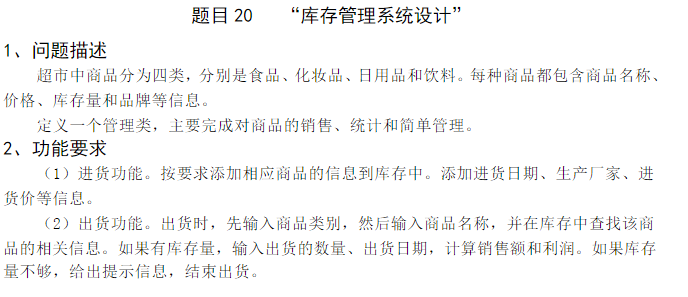 题目20 “库存管理系统设计”
1、问题描述
超市中商品分为四类，分别是食品、化妆品、日用品和饮料。每种商品都包含商品名称、
价格、库存量和品牌等信息。
定义一个管理类，主要完成对商品的销售、统计和简单管理。
2、功能要求
（1）进货功能。按要求添加相应商品的信息到库存中。添加进货日期、生产厂家、进
货价等信息。
（2）出货功能。出货时，先输入商品类别，然后输入商品名称，并在库存中查找该商
品的相关信息。如果有库存量，输入出货的数量、出货日期，计算销售额和利润。如果库存
量不够，给出提示信息，结束出货。